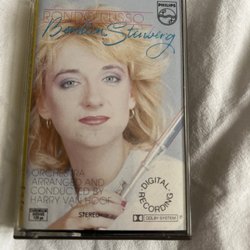 RONDO RUSSO
PHILIPS
Berdien Stenberg
ORCHESTRA
ARRANGED AND
CONDUCTED BY
HARRY VAN HOOF
DIGITAL
RECORDING
STEREO
DOLBY SYSTEM